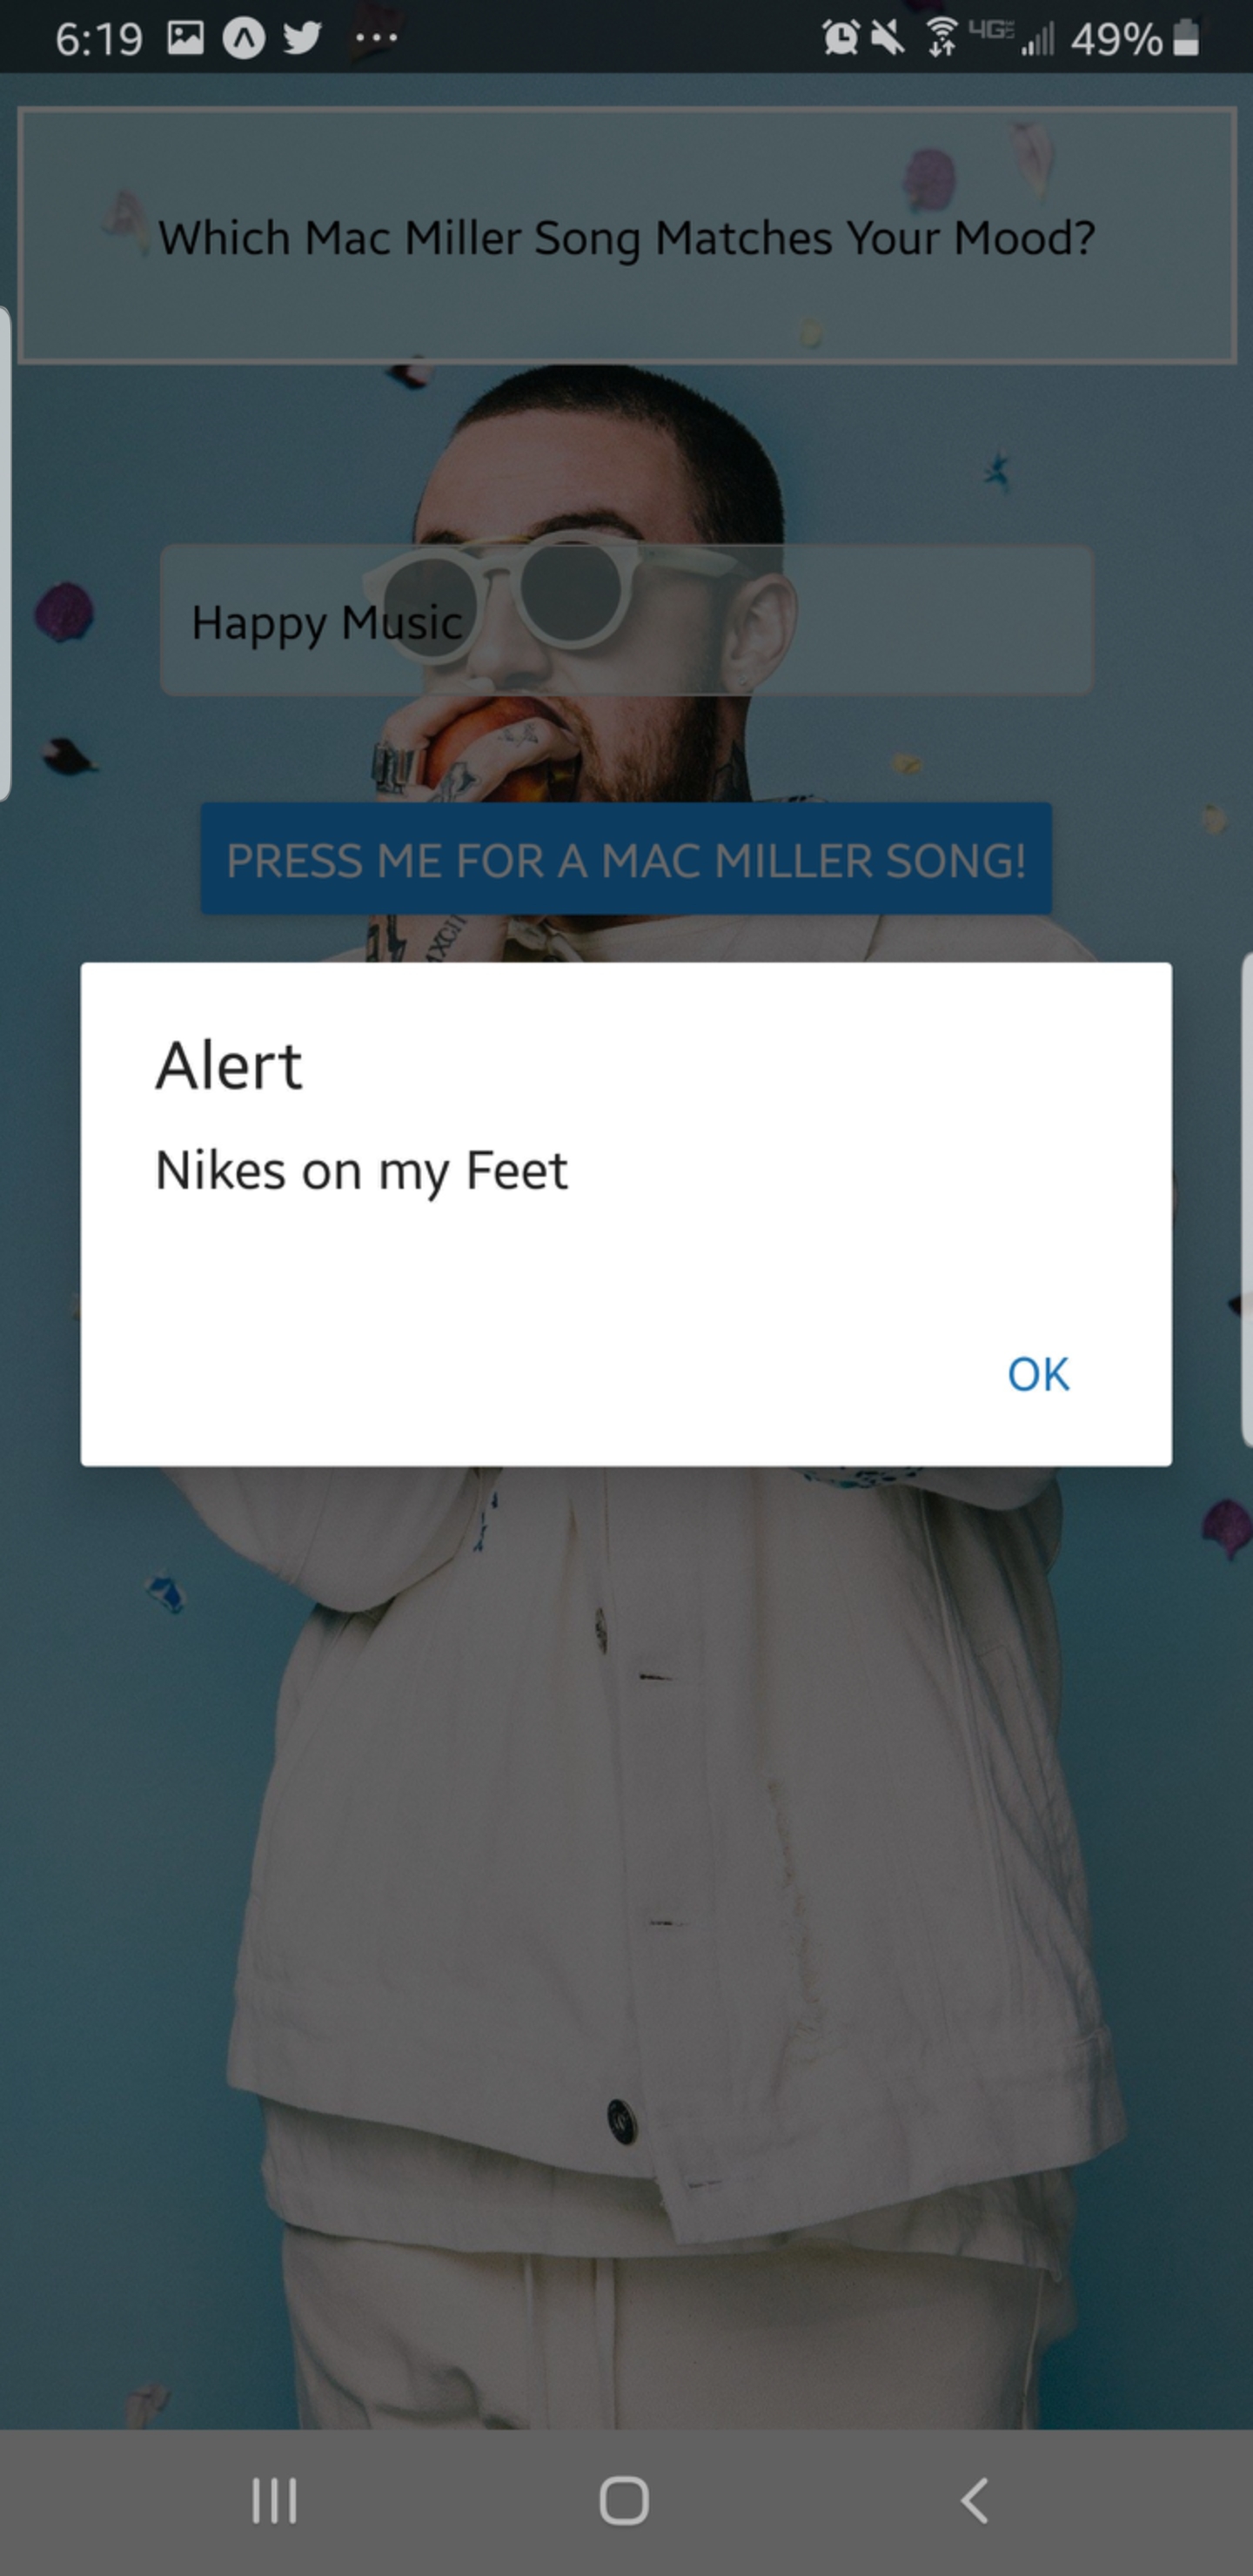 6:19 4G 49%
Which Mac Miller Song Matches Your Mood?
Happy Music
PRESS ME FOR A MAC MILLER SONG!
Alert
Nikes on my Feet
OK